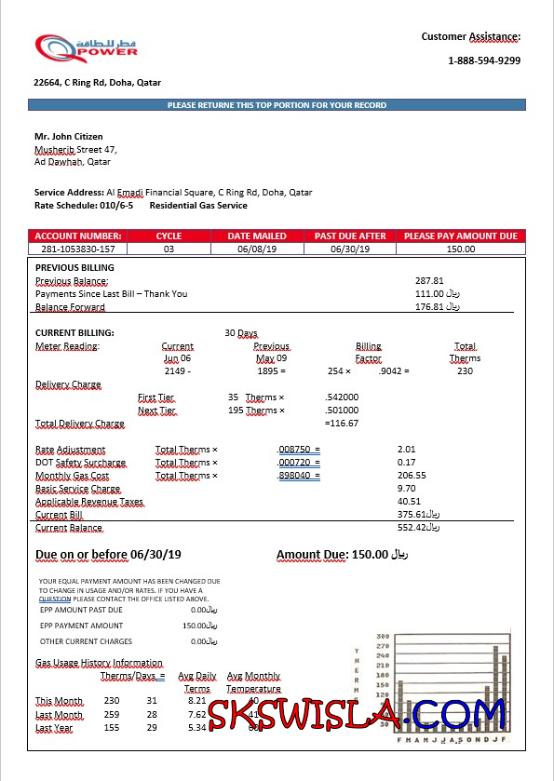 قطر للطاقة
QPOWER
Customer Assistance:
1-888-594-9299
22664, C Ring Rd, Doha, Qatar
PLEASE RETURNE THIS TOP PORTION FOR YOUR RECORD
Mr. John Citizen
Musherib Street 47,
Ad Dawhah, Qatar
Service Address: Al Emadi Financial Square, C Ring Rd, Doha, Qatar
Rate Schedule: 010/6-5 Residential Gas Service
ACCOUNT NUMBER: CYCLE DATE MAILED PAST DUE AFTER PLEASE PAY AMOUNT DUE
281-1053830-157 03 06/08/19 06/30/19 150.00
PREVIOUS BILLING
Previous Balance: 287.81
Payments Since Last Bill – Thank You 111.00 ريال
Balance Forward 176.81 ريال
CURRENT BILLING: 30 Days
Meter Reading: Current Previous Billing Total
Jun 06 May 09 Factor Therms
2149 - 1895 = 254 × .9042 = 230
Delivery Charge
First Tier 35 Therms × .542000
Next Tier 195 Therms × .501000
Total Delivery Charge =116.67
Rate Adjustment Total Therms × .008750 = 2.01
DOT Safety Surcharge Total Therms × .000720 = 0.17
Monthly Gas Cost Total Therms × .898040 = 206.55
Basic Service Charge 9.70
Applicable Revenue Taxes 40.51
Current Bill 375.61ريال
Current Balance 552.42ريال
Due on or before 06/30/19 Amount Due: 150.00 ريال
YOUR EQUAL PAYMENT AMOUNT HAS BEEN CHANGED DUE
TO CHANGE IN USAGE AND/OR RATES. IF YOU HAVE A
QUESTION PLEASE CONTACT THE OFFICE LISTED ABOVE.
EPP AMOUNT PAST DUE 0.00ريال
EPP PAYMENT AMOUNT 150.00ريال
OTHER CURRENT CHARGES 0.00ريال
Gas Usage History Information
Therms/Days = Avg Daily Avg Monthly
Terms Temperature
This Month 230 31 8.21
Last Month 259 28 7.62 41
Last Year 155 29 5.34
THERMS
300
270
240
210
180
150
120
90
F M A M J J A S O N D J F
SKSWISLA.COM